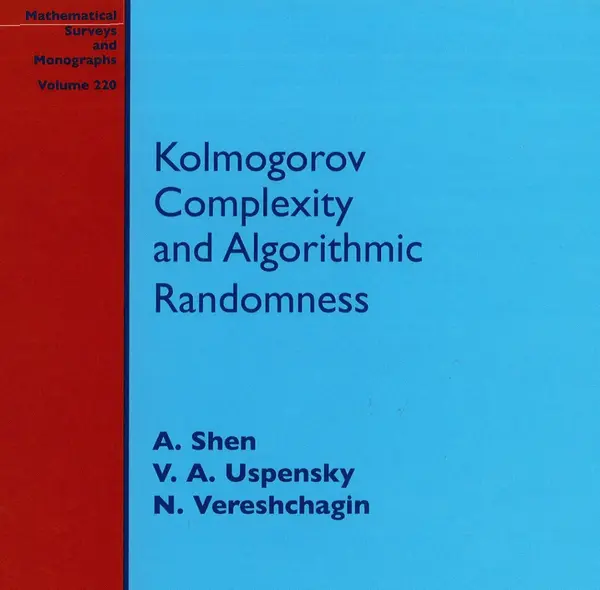 Mathematical
Surveys
and
Monographs
Volume 220
Kolmogorov
Complexity
and Algorithmic
Randomness
A. Shen
V. A. Uspensky
N. Vereshchagin